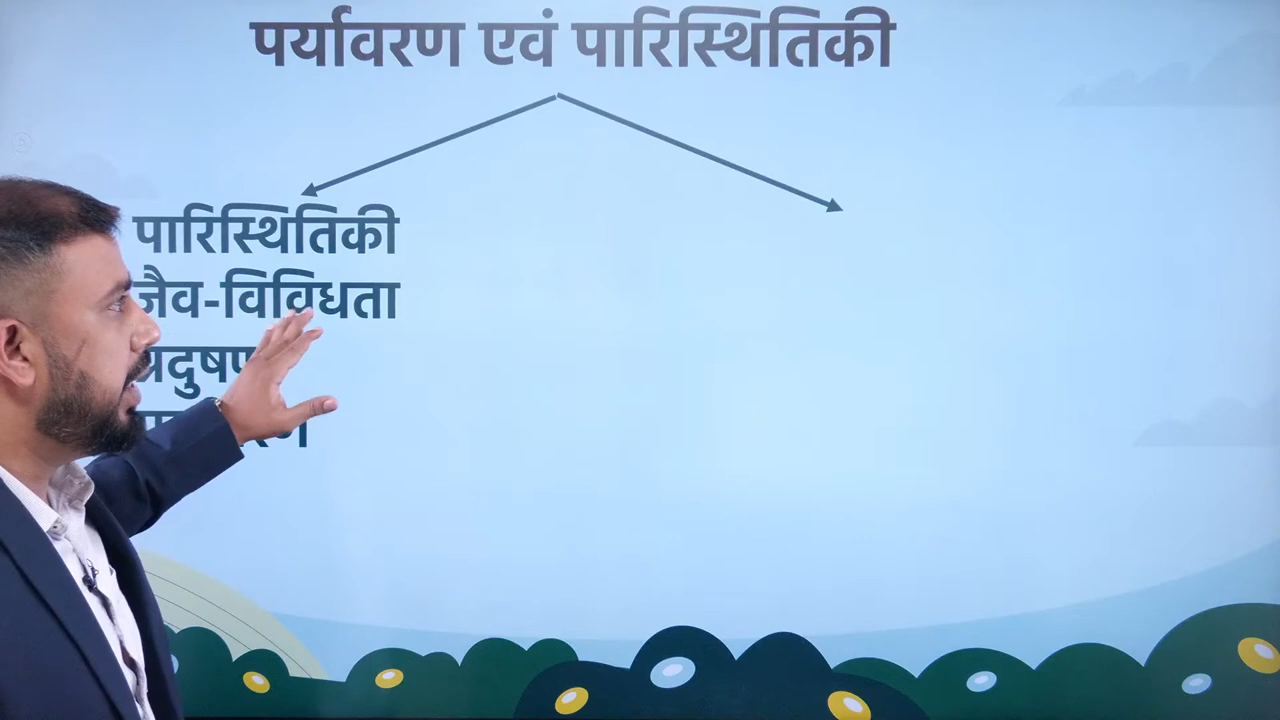 पर्यावरण एवं पारिस्थितिकी
पारिस्थितिकी
जैव-विविधता